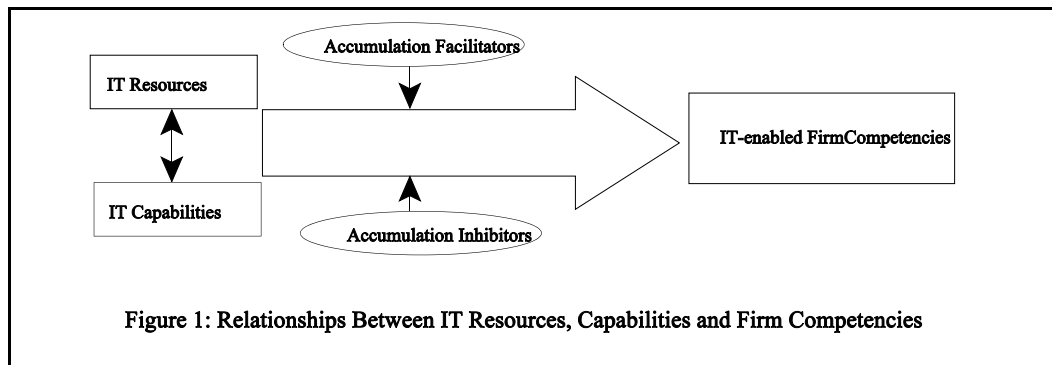 Accumulation Facilitators
IT Resources
IT-enabled FirmCompetencies
IT Capabilities
Accumulation Inhibitors
Figure 1: Relationships Between IT Resources, Capabilities and Firm Competencies